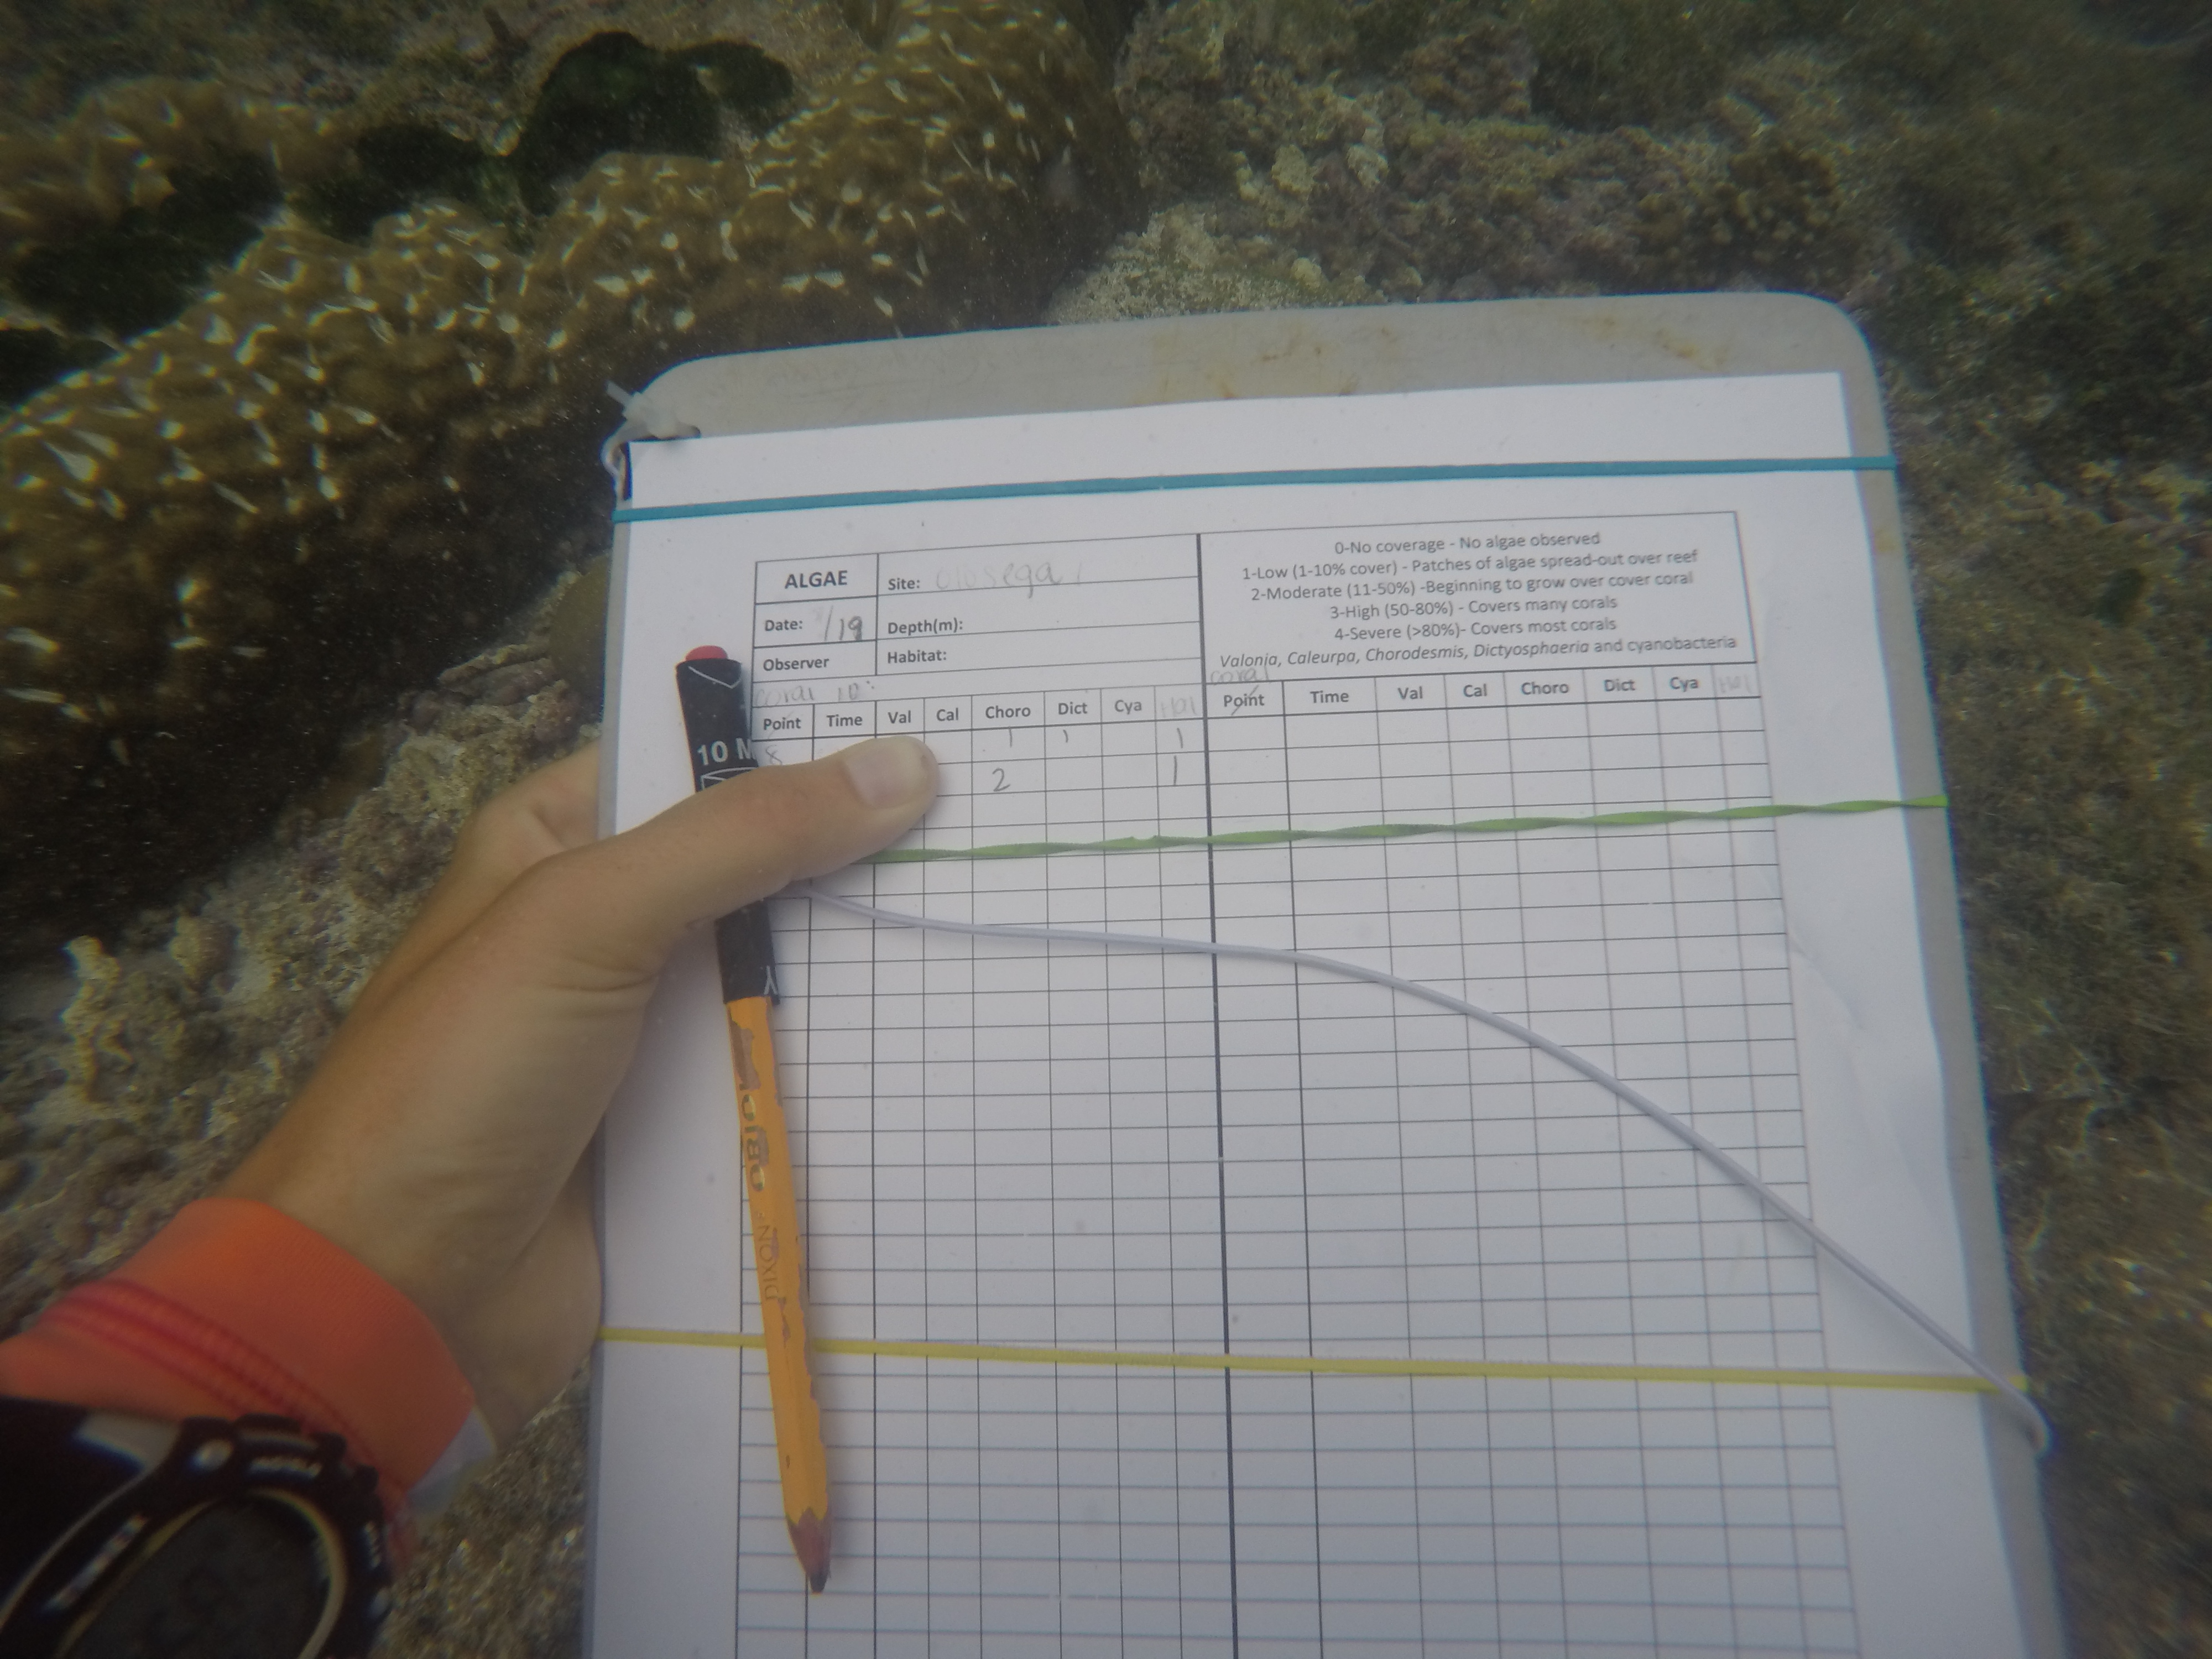 ALGAE
Site: Olosega
Date: /19
Depth(m):
Observer
Habitat:
0-No coverage - No algae observed
1-Low (1-10% cover) - Patches of algae spread-out over reef
2-Moderate (11-50%) -Beginning to grow over cover coral
3-High (50-80%) - Covers many corals
4-Severe (>80%)- Covers most corals
Valonia, Caleurpa, Chorodesmis, Dictyosphaeria and cyanobacteria
coral ID:
coral
Point Time Val Cal Choro Dict Cya Hal
Point Time Val Cal Choro Dict Cya Hal
8 1 1 1
2 1
10 M
DIXON